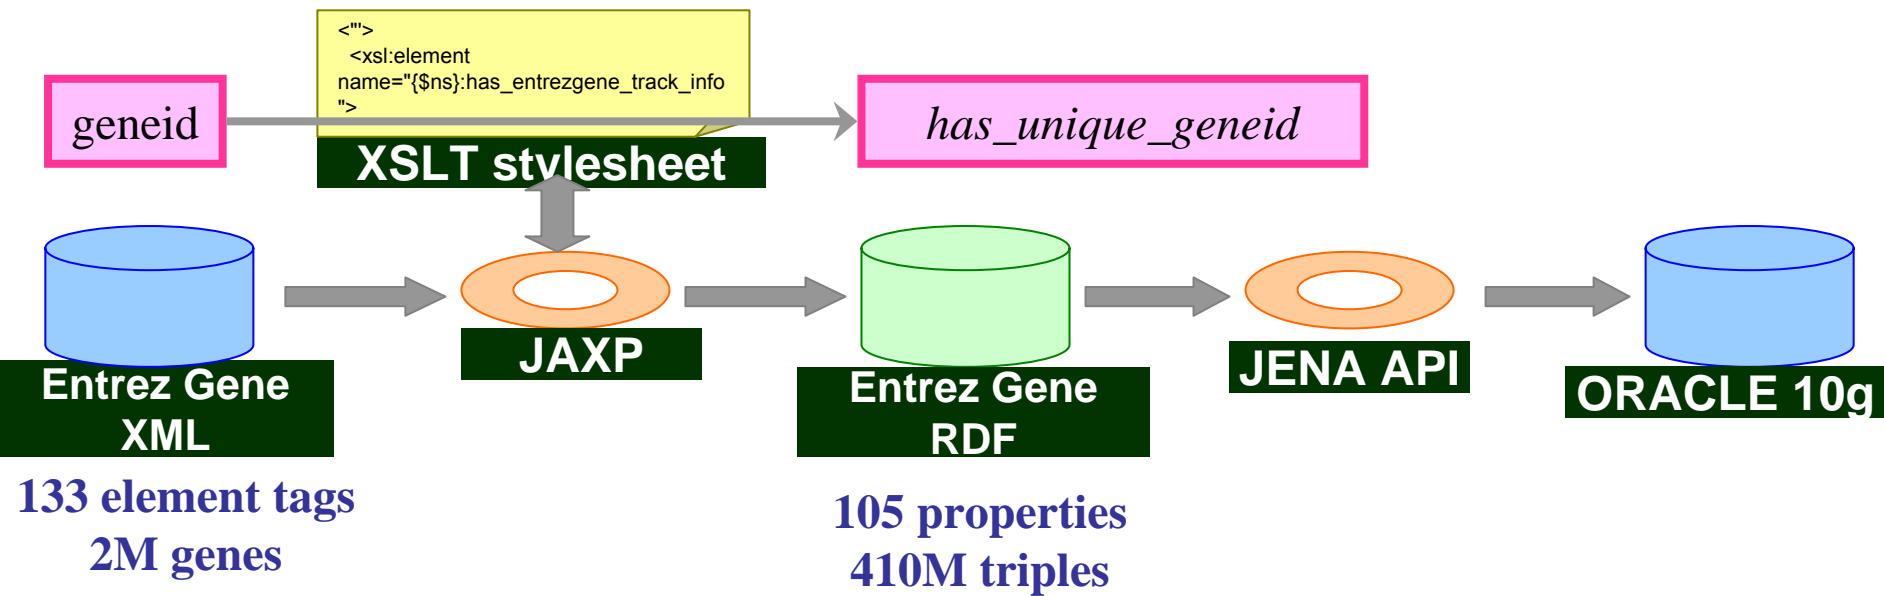 <"'>
<xsl:element
name="{$ns}:has_entrezgene_track_info
">
geneid
has_unique_geneid
XSLT stylesheet
Entrez Gene
XML
JAXP
Entrez Gene
RDF
JENA API
ORACLE 10g
133 element tags
2M genes
105 properties
410M triples